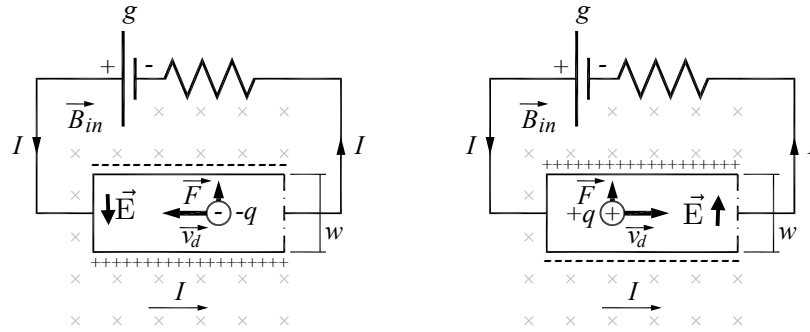 g
+ -
B_in
I I
- - - - - - - - - - - - - - - - - -
F
E
- -q
v_d
w
+++++++++++++++++++++++
I
g
+ -
B_in
I I
+++++++++++++++++++++++
F
+q +
E
v_d
w
- - - - - - - - - - - - - - - - - -
I